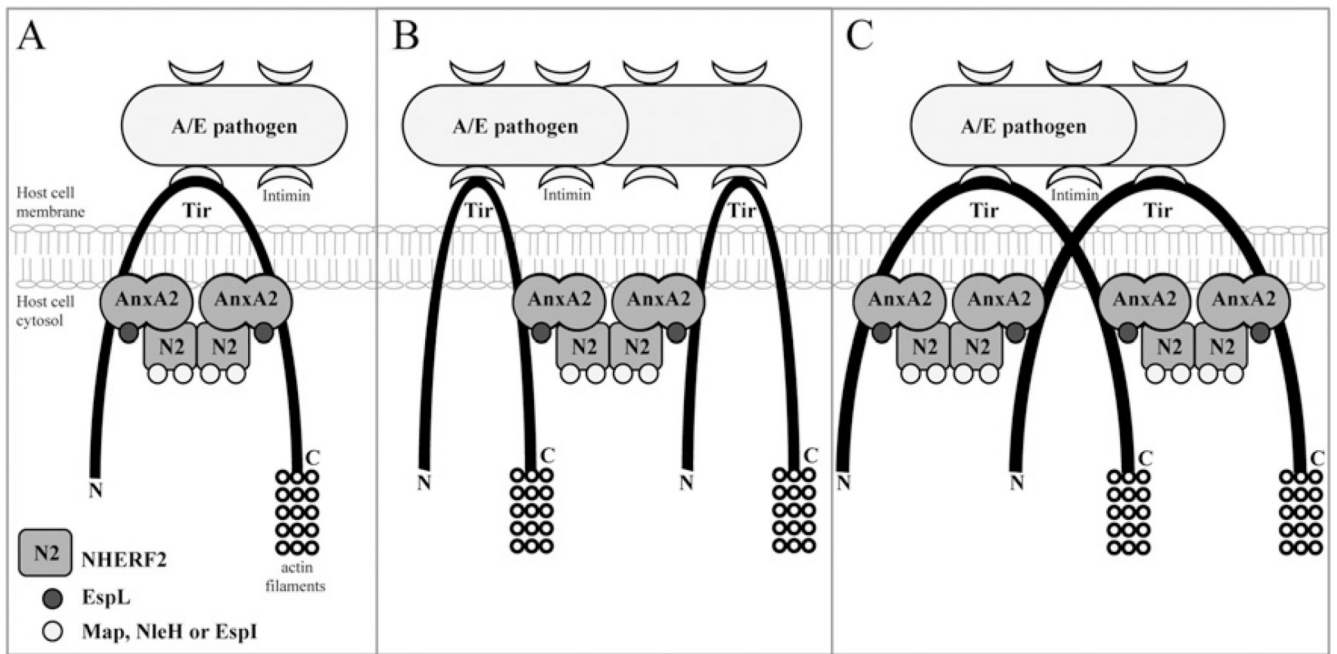 A
A/E pathogen
Intimin
Host cell
membrane
Tir
Host cell
cytosol
AnxA2 AnxA2
N2 N2
N
C
actin
filaments
N2 NHERF2
EspL
Map, NleH or EspI
B
A/E pathogen
Intimin
Tir Tir
AnxA2 AnxA2
N2 N2
N
C
N
C
C
A/E pathogen
Intimin
Tir Tir
AnxA2 AnxA2 AnxA2 AnxA2
N2 N2 N2 N2
N N
C C